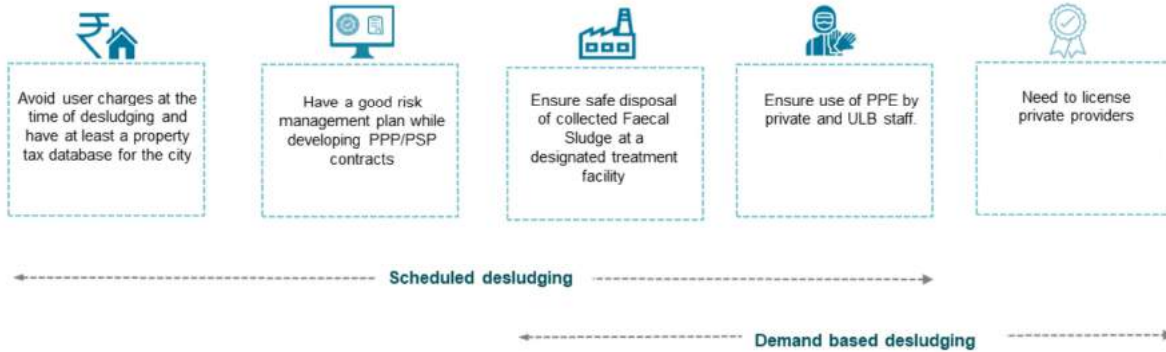 Avoid user charges at the
time of desludging and
have at least a property
tax database for the city
Have a good risk
management plan while
developing PPP/PSP
contracts
Ensure safe disposal
of collected Faecal
Sludge at a
designated treatment
facility
Ensure use of PPE by
private and ULB staff.
Need to license
private providers
Scheduled desludging
Demand based desludging